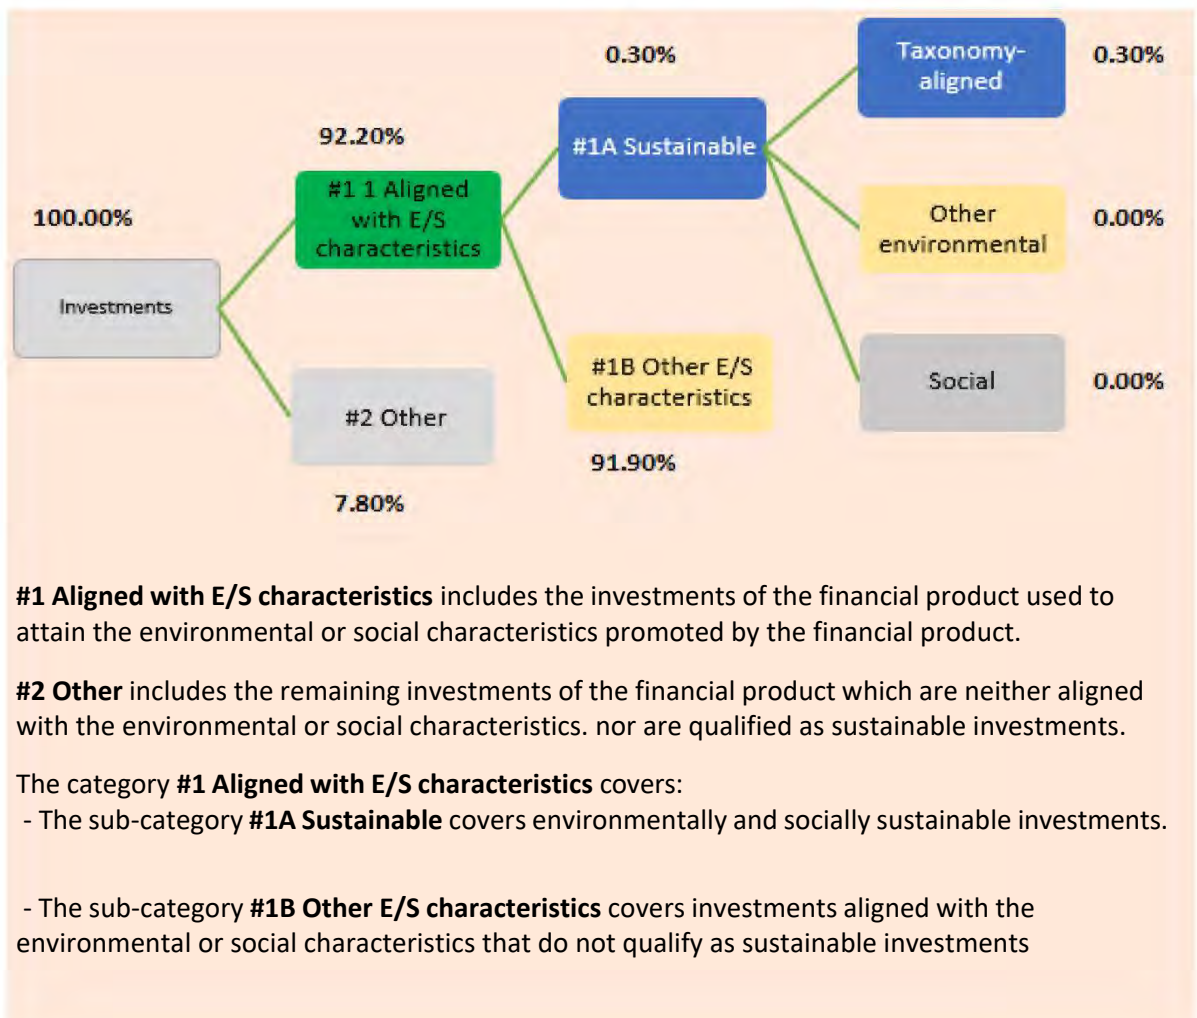 0.30%
Taxonomy-
aligned
0.30%
92.20%
#1A Sustainable
#1 1 Aligned
with E/S
characteristics
100.00%
Other
environmental
0.00%
Investments
#1B Other E/S
characteristics
Social
0.00%
#2 Other
91.90%
7.80%
#1 Aligned with E/S characteristics includes the investments of the financial product used to
attain the environmental or social characteristics promoted by the financial product.
#2 Other includes the remaining investments of the financial product which are neither aligned
with the environmental or social characteristics. nor are qualified as sustainable investments.
The category #1 Aligned with E/S characteristics covers:
- The sub-category #1A Sustainable covers environmentally and socially sustainable investments.
- The sub-category #1B Other E/S characteristics covers investments aligned with the
environmental or social characteristics that do not qualify as sustainable investments